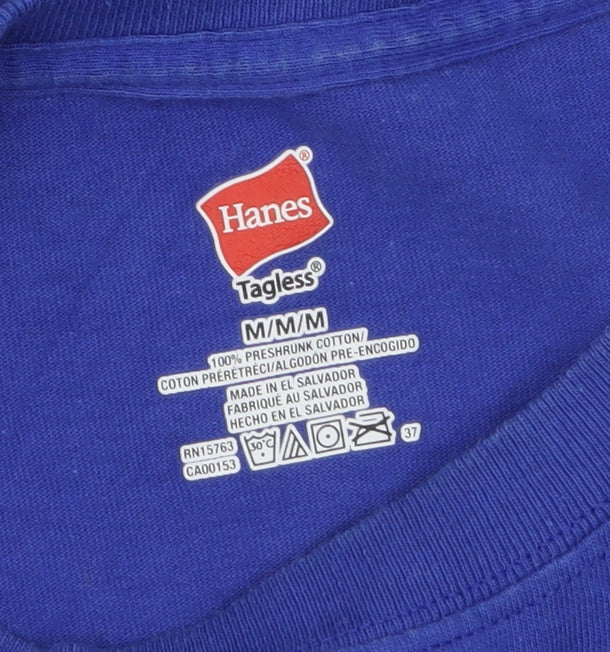 Hanes®
Tagless®
M/M/M
100% PRESHRUNK COTTON/
COTON PRÉRÉTRÉCI/ALGODÓN PRE-ENCOGIDO
MADE IN EL SALVADOR
FABRIQUÉ AU SALVADOR
HECHO EN EL SALVADOR
RN15763
CA00153
30°C
37